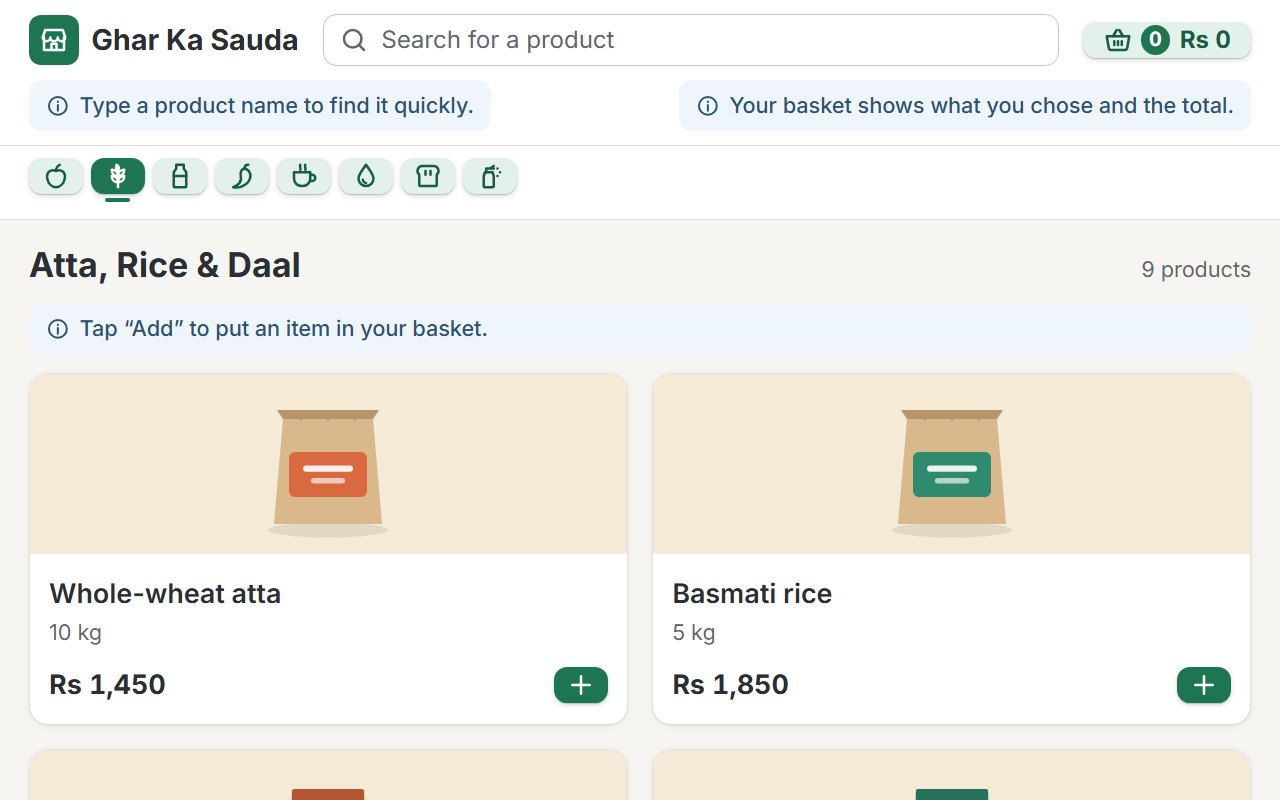 Ghar Ka Sauda
Search for a product
0 Rs 0
Type a product name to find it quickly.
Your basket shows what you chose and the total.
Atta, Rice & Daal
9 products
Tap “Add” to put an item in your basket.
Whole-wheat atta
10 kg
Rs 1,450
Basmati rice
5 kg
Rs 1,850